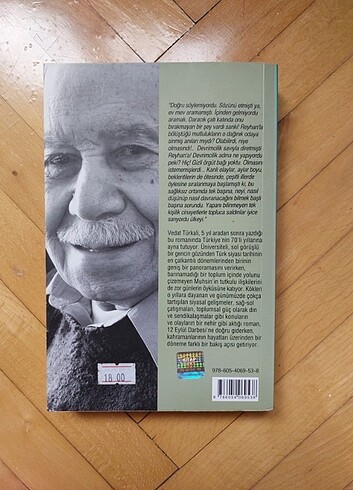 "Doğru söylemiyordu. Sözünü etmişti ya,
ev mev aramamıştı. İçinden gelmiyordu
aramak. Daracık çatı katında onu
bırakmayan bir şey vardı sanki! Reyhan'la
bölüştüğü mutlulukların o dağınık odaya
sinmiş anıları mıydı? Olabilirdi, niye
olmasındı!.. Devrimcilik savıyla diretmişti
Reyhan'a! Devrimcilik adına ne yapıyordu
peki? Hiç! Gizli örgüt bağı yoktu. Olmasını
istememişlerdi... Kanlı olaylar, aylar boyu,
beklentilerin de ötesinde, çeşitli illerde
öylesine sıralanmaya başlamıştı ki, bu
sağlıksız ortamda tek başına, neyi, nasıl
düşünüp nasıl davranacağını bilmek başlı
başına sorundu. Yapanı bilinmeyen tek
kişilik cinayetlerle topluca saldırılar iyice
sarıyordu ülkeyi."
Vedat Türkali, 5 yıl aradan sonra yazdığı
bu romanında Türkiye'nin 70'li yıllarına
ayna tutuyor. Üniversiteli, sol görüşlü
bir gencin gözünden Türk siyasi tarihinin
en çalkantılı dönemlerinden birinin
geniş bir panoramasını verirken,
barınamadığı bir toplum içinde yolunu
çizemeyen Muhsin'in tutkulu ilişkilerini
de zor günlerin öyküsüne katıyor. Kökleri
o yıllara dayanan ve günümüzde çokça
tartışılan siyasal gelişmeler, sağ-sol
çatışmaları, toplumsal güç olarak din
ve sendikalaşmalar gibi konuların
ve olayların bir nehir gibi aktığı roman,
12 Eylül Darbesi'ne doğru giderken,
kahramanlarının hayatları üzerinden bir
döneme farklı bir bakış açısı getiriyor.
18.00
KİTAP
978-605-4069-53-8